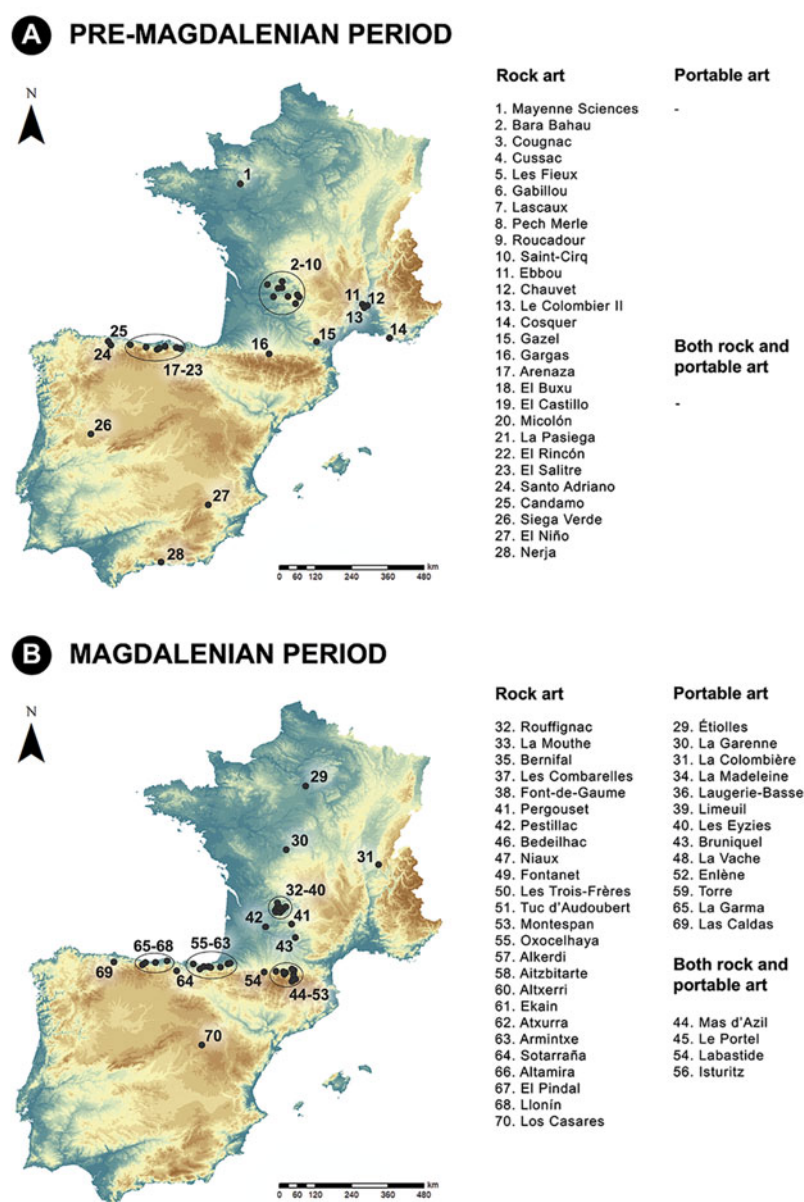 A PRE-MAGDALENIAN PERIOD
N
1
2-10
11
12
13
14
15
16
25
24
17-23
26
27
28
0 60 120 240 360 480
km
Rock art
1. Mayenne Sciences
2. Bara Bahau
3. Cougnac
4. Cussac
5. Les Fieux
6. Gabillou
7. Lascaux
8. Pech Merle
9. Roucadour
10. Saint-Cirq
11. Ebbou
12. Chauvet
13. Le Colombier II
14. Cosquer
15. Gazel
16. Gargas
17. Arenaza
18. El Buxu
19. El Castillo
20. Micolón
21. La Pasiega
22. El Rincón
23. El Salitre
24. Santo Adriano
25. Candamo
26. Siega Verde
27. El Niño
28. Nerja
Portable art
-
Both rock and
portable art
-
B MAGDALENIAN PERIOD
N
29
30
31
32-40
42
41
43
65-68
55-63
69
64
54
44-53
70
0 60 120 240 360 480
km
Rock art
32. Rouffignac
33. La Mouthe
35. Bernifal
37. Les Combarelles
38. Font-de-Gaume
41. Pergouset
42. Pestillac
46. Bedeilhac
47. Niaux
49. Fontanet
50. Les Trois-Frères
51. Tuc d'Audoubert
53. Montespan
55. Oxocelhaya
57. Alkerdi
58. Aitzbitarte
60. Altxerri
61. Ekain
62. Atxurra
63. Armintxe
64. Sotarraña
66. Altamira
67. El Pindal
68. Llonín
70. Los Casares
Portable art
29. Étiolles
30. La Garenne
31. La Colombière
34. La Madeleine
36. Laugerie-Basse
39. Limeuil
40. Les Eyzies
43. Bruniquel
48. La Vache
52. Enlène
59. Torre
65. La Garma
69. Las Caldas
Both rock and
portable art
44. Mas d'Azil
45. Le Portel
54. Labastide
56. Isturitz